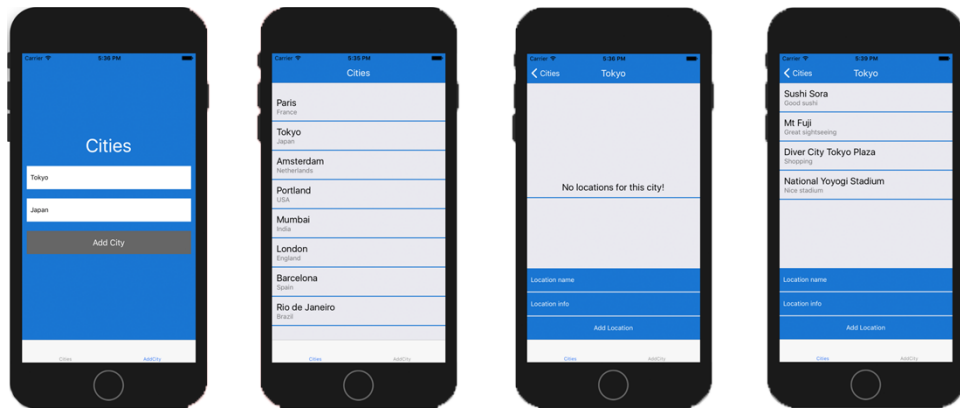 Carrier 5:36 PM
Cities
Tokyo
Japan
Add City
Cities AddCity
Carrier 5:35 PM
Cities
Paris
France
Tokyo
Japan
Amsterdam
Netherlands
Portland
USA
Mumbai
India
London
England
Barcelona
Spain
Rio de Janeiro
Brazil
Cities AddCity
Carrier 5:36 PM
Cities Tokyo
No locations for this city!
Location name
Location info
Add Location
Cities AddCity
Carrier 5:39 PM
Cities Tokyo
Sushi Sora
Good sushi
Mt Fuji
Great sightseeing
Diver City Tokyo Plaza
Shopping
National Yoyogi Stadium
Nice stadium
Location name
Location info
Add Location
Cities AddCity